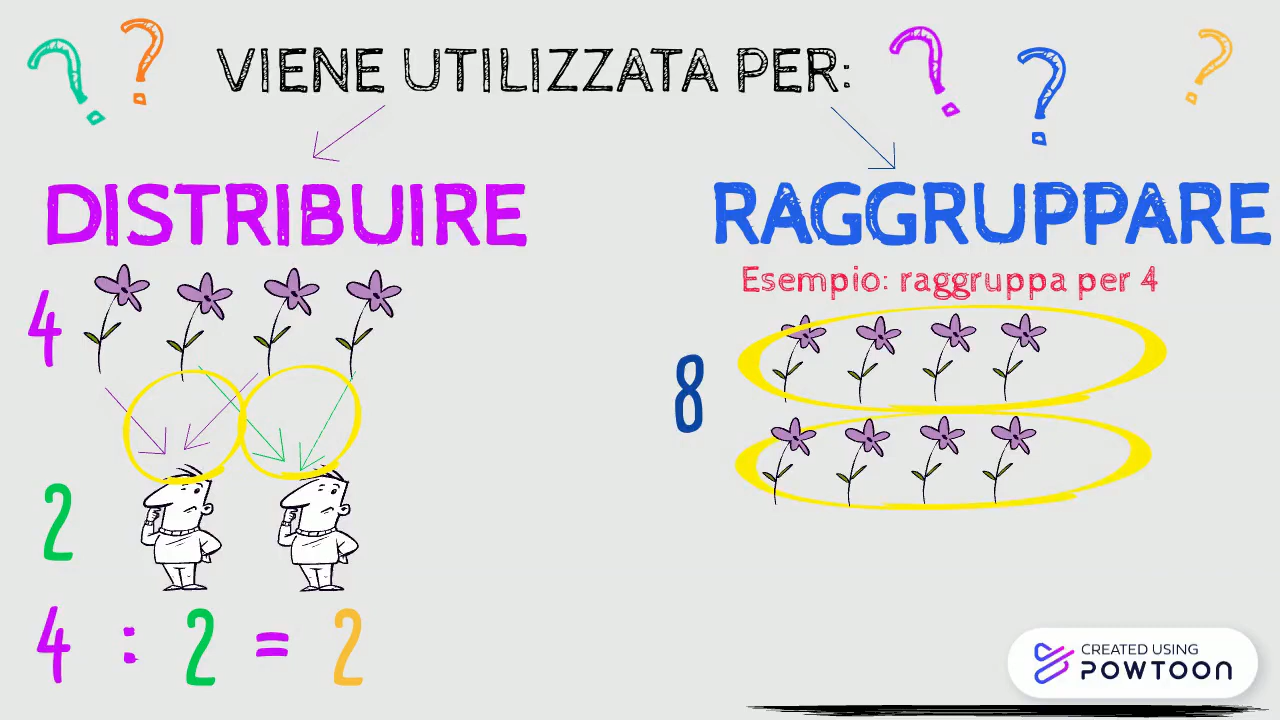 ? ? VIENE UTILIZZATA PER: ? ? ?
DISTRIBUIRE
4
2
4 : 2 = 2
RAGGRUPPARE
Esempio: raggruppa per 4
8
CREATED USING
POWTOON